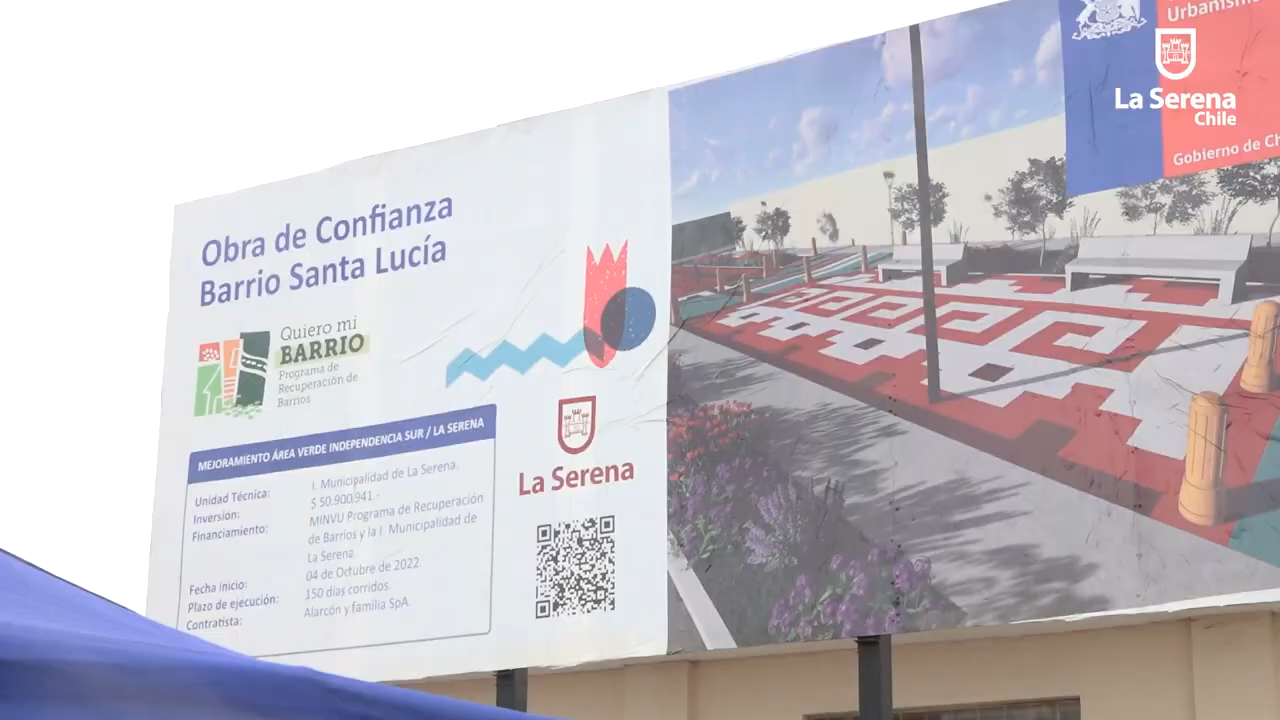 Obra de Confianza
Barrio Santa Lucía
Quiero mi
BARRIO
Programa de
Recuperación de
Barrios
MEJORAMIENTO ÁREA VERDE INDEPENDENCIA SUR / LA SERENA
Unidad Técnica: I. Municipalidad de La Serena.
Inversión: $ 50.900.941.-
Financiamiento: MINVU Programa de Recuperación
de Barrios y la I. Municipalidad de
La Serena.
Fecha inicio: 04 de Octubre de 2022.
Plazo de ejecución: 150 días corridos.
Contratista: Alarcón y familia SpA.
La Serena
Urbanismo
Gobierno de Ch
La Serena
Chile